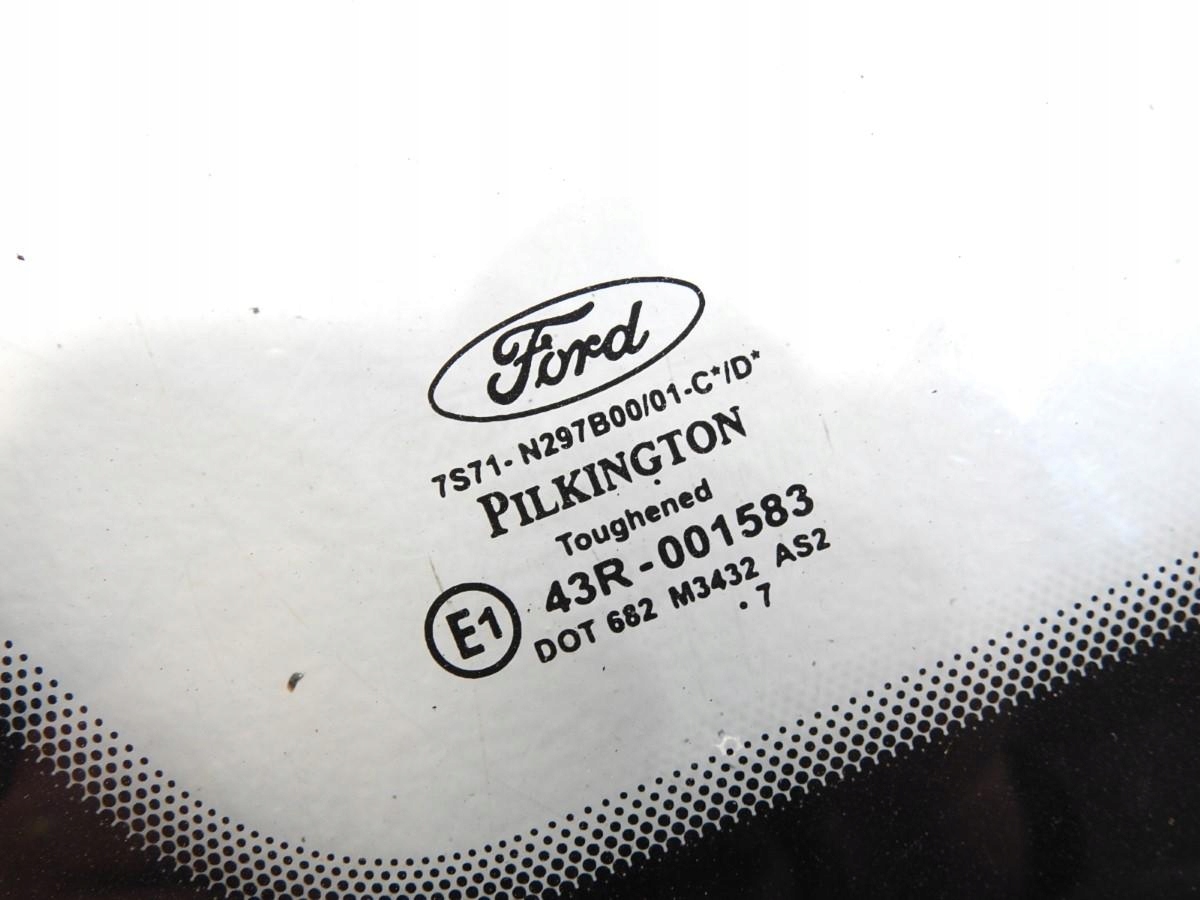 Ford
7S71- N297B00/01-C*/D*
PILKINGTON
Toughened
E1
43R-001583
DOT 682 M3432 AS2
.7